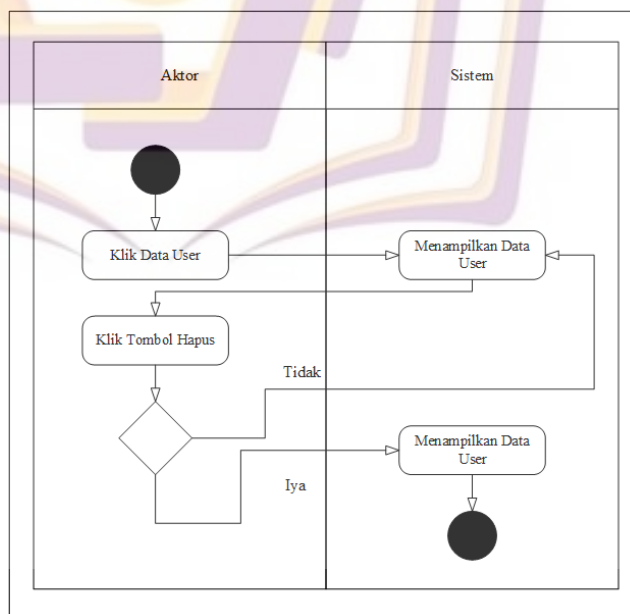 Aktor
Sistem
Klik Data User
Menampilkan Data
User
Klik Tombol Hapus
Tidak
Menampilkan Data
User
Iya